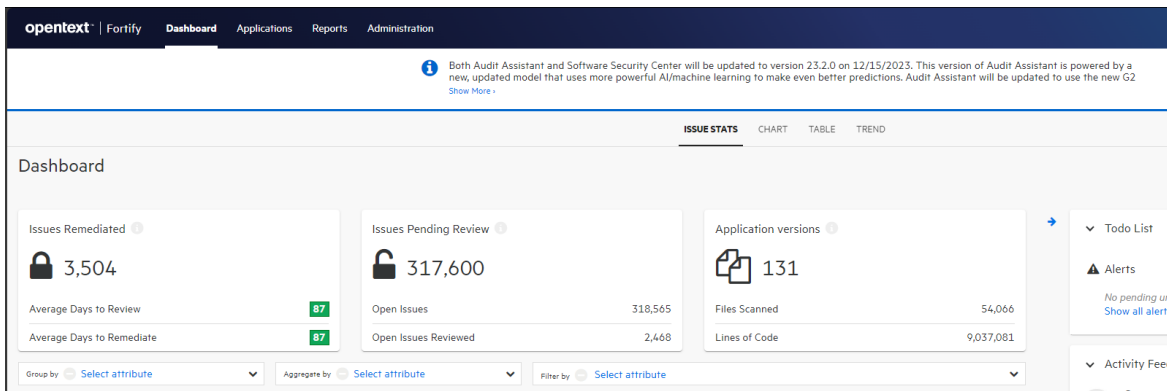 opentext™ | Fortify Dashboard Applications Reports Administration
Both Audit Assistant and Software Security Center will be updated to version 23.2.0 on 12/15/2023. This version of Audit Assistant is powered by a
new, updated model that uses more powerful AI/machine learning to make even better predictions. Audit Assistant will be updated to use the new G2
Show More ›
ISSUE STATS CHART TABLE TREND
Dashboard
Issues Remediated
3,504
Average Days to Review 87
Average Days to Remediate 87
Issues Pending Review
317,600
Open Issues 318,565
Open Issues Reviewed 2,468
Application versions
131
Files Scanned 54,066
Lines of Code 9,037,081
Todo List
Alerts
No pending
Show all alert
Activity Fee
Group by Select attribute
Aggregate by Select attribute
Filter by Select attribute